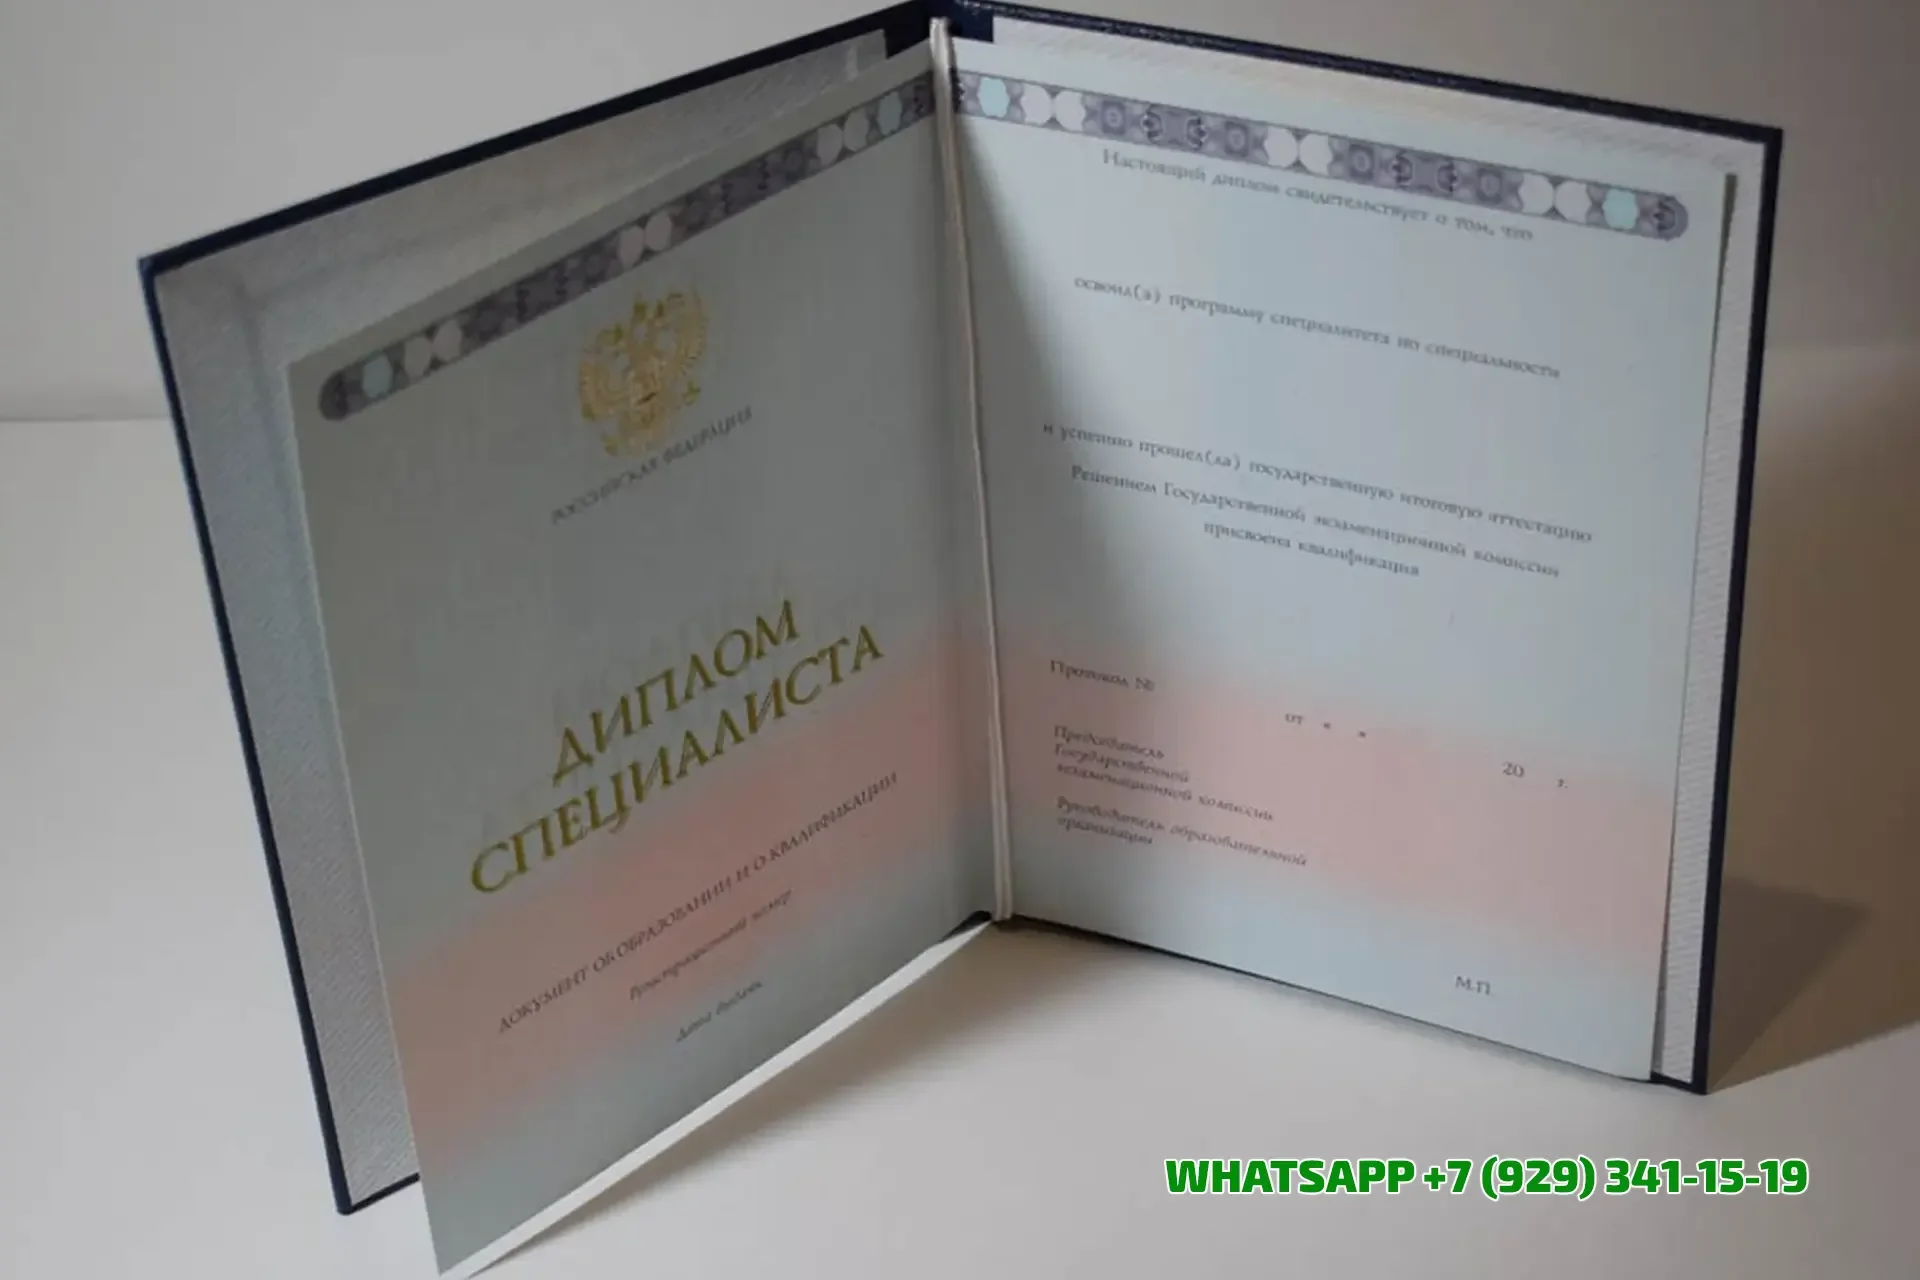 РОССИЙСКАЯ ФЕДЕРАЦИЯ
ДИПЛОМ
СПЕЦИАЛИСТА
ДОКУМЕНТ ОБ ОБРАЗОВАНИИ И О КВАЛИФИКАЦИИ
Регистрационный номер
Дата выдачи
Настоящий диплом свидетельствует о том, что
освоил(а) программу специалитета по специальности
и успешно прошел(ла) государственную итоговую аттестацию
Решением Государственной экзаменационной комиссии
присвоена квалификация
Протокол №
от « »
20 г.
Председатель
Государственной
экзаменационной комиссии
Руководитель образовательной
организации
М.П.
WHATSAPP +7 (929) 341-15-19